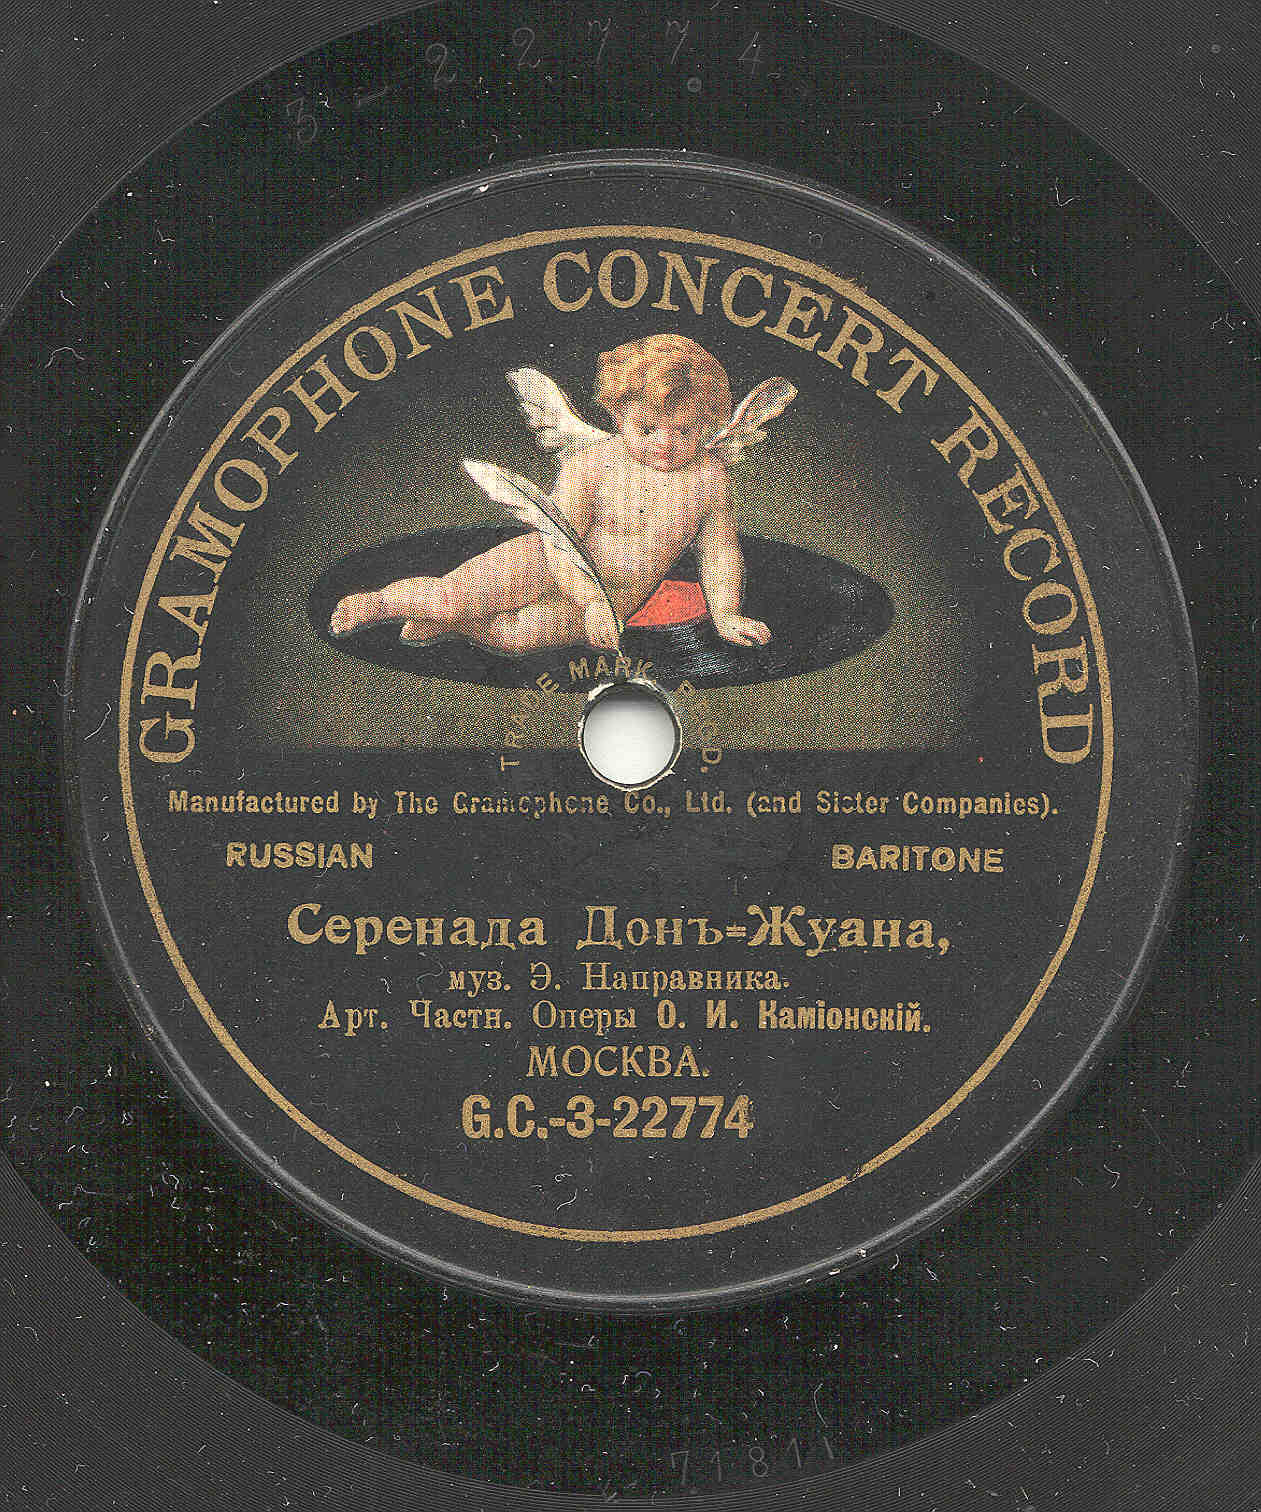 3-22774
GRAMOPHONE CONCERT RECORD
TRADE MARK
Manufactured by The Gramophone Co., Ltd. (and Sister Companies).
RUSSIAN BARITONE
Серенада Донъ=Жуана,
муз. Э. Направника.
Арт. Частн. Оперы О. И. Камiонскiй.
МОСКВА.
G.C.-3-22774
71811